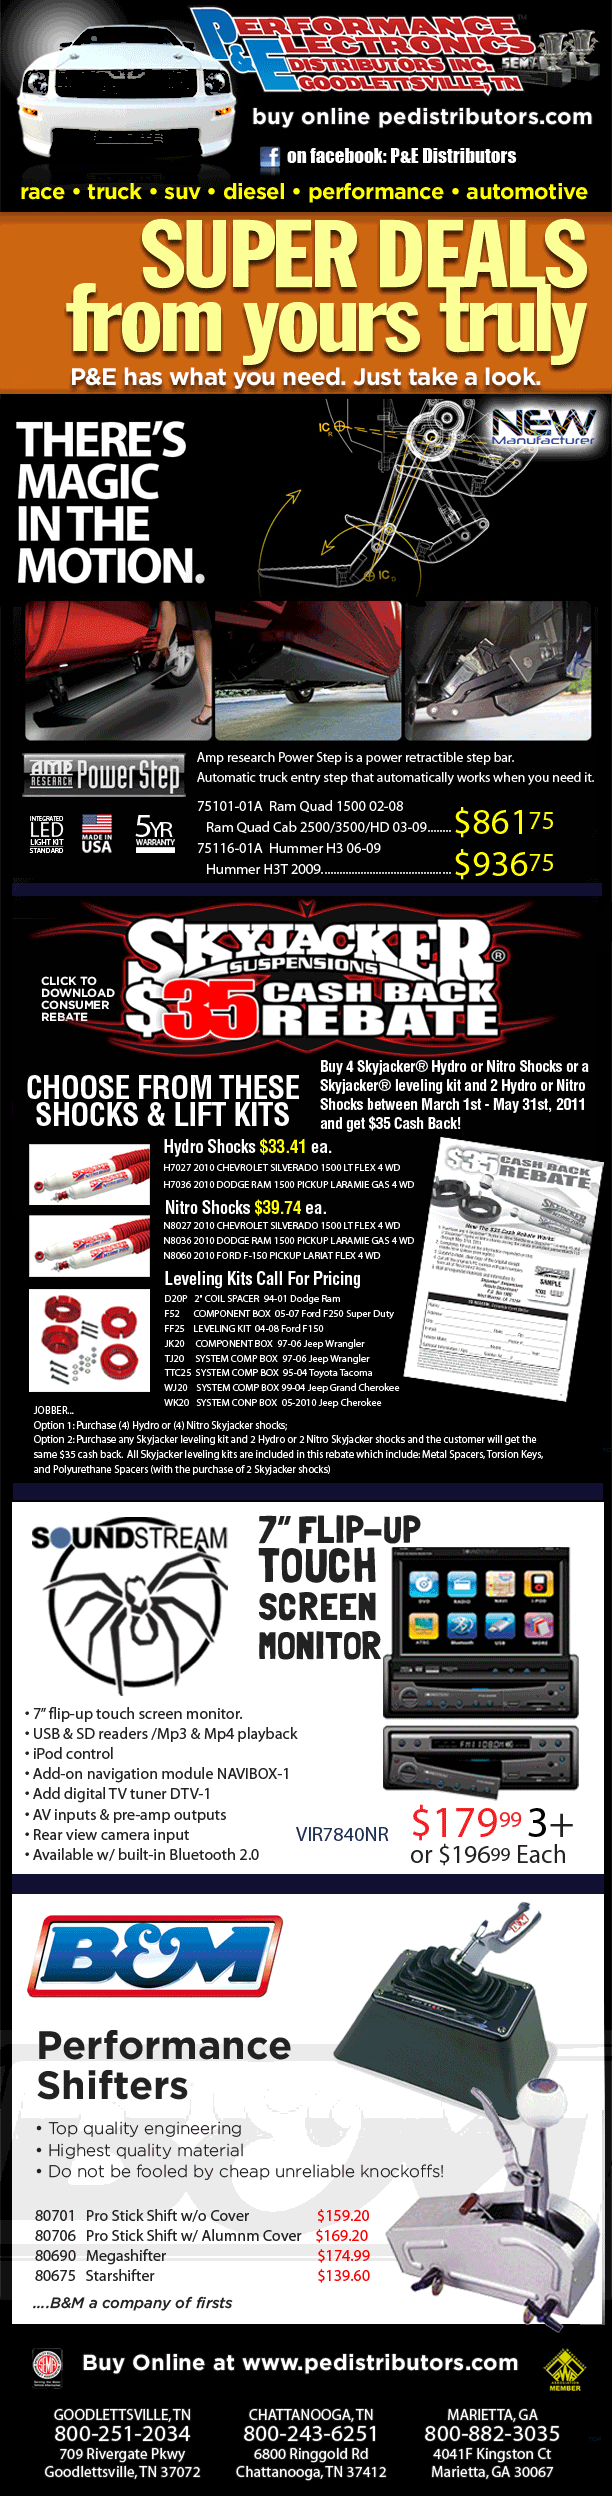 PERFORMANCE
P&E ELECTRONICS
DISTRIBUTORS INC.
GOODLETTSVILLE, TN
SEMA
buy online pedistributors.com
f on facebook: P&E Distributors
race • truck • suv • diesel • performance • automotive
SUPER DEALS
from yours truly
P&E has what you need. Just take a look.
NEW
Manufacturer
THERE'S
MAGIC
IN THE
MOTION.
IC R
IC D
AMP RESEARCH PowerStep
Amp research Power Step is a power retractible step bar.
Automatic truck entry step that automatically works when you need it.
INTEGRATED
LED
LIGHT KIT
STANDARD
MADE IN
USA
5YR
WARRANTY
75101-01A Ram Quad 1500 02-08
Ram Quad Cab 2500/3500/HD 03-09........ $861 75
75116-01A Hummer H3 06-09
Hummer H3T 2009.......................................... $936 75
SKYJACKER®
SUSPENSIONS
$35 CASH BACK
REBATE
CLICK TO
DOWNLOAD
CONSUMER
REBATE
CHOOSE FROM THESE
SHOCKS & LIFT KITS
Buy 4 Skyjacker® Hydro or Nitro Shocks or a
Skyjacker® leveling kit and 2 Hydro or Nitro
Shocks between March 1st - May 31st, 2011
and get $35 Cash Back!
Hydro Shocks $33.41 ea.
H7027 2010 CHEVROLET SILVERADO 1500 LT FLEX 4 WD
H7036 2010 DODGE RAM 1500 PICKUP LARAMIE GAS 4 WD
Nitro Shocks $39.74 ea.
N8027 2010 CHEVROLET SILVERADO 1500 LT FLEX 4 WD
N8036 2010 DODGE RAM 1500 PICKUP LARAMIE GAS 4 WD
N8060 2010 FORD F-150 PICKUP LARIAT FLEX 4 WD
Leveling Kits Call For Pricing
D20P 2" COIL SPACER 94-01 Dodge Ram
F52 COMPONENT BOX 05-07 Ford F250 Super Duty
FF25 LEVELING KIT 04-08 Ford F150
JK20 COMPONENT BOX 97-06 Jeep Wrangler
TJ20 SYSTEM COMP BOX 97-06 Jeep Wrangler
TTC25 SYSTEM COMP BOX 95-04 Toyota Tacoma
WJ20 SYSTEM COMP BOX 99-04 Jeep Grand Cherokee
WK20 SYSTEM CONP BOX 05-2010 Jeep Cherokee
$35 CASH BACK
REBATE
How The $35 Cash Rebate Works:
SAMPLE
JOBBER...
Option 1: Purchase (4) Hydro or (4) Nitro Skyjacker shocks;
Option 2: Purchase any Skyjacker leveling kit and 2 Hydro or 2 Nitro Skyjacker shocks and the customer will get the
same $35 cash back. All Skyjacker leveling kits are included in this rebate which include: Metal Spacers, Torsion Keys,
and Polyurethane Spacers (with the purchase of 2 Skyjacker shocks)
SOUNDSTREAM
7" FLIP-UP
TOUCH
SCREEN
MONITOR
SOUNDSTREAM
DVD RADIO NAVI I-POD
ATSC Bluetooth USB MORE
• 7" flip-up touch screen monitor.
• USB & SD readers /Mp3 & Mp4 playback
• iPod control
• Add-on navigation module NAVIBOX-1
• Add digital TV tuner DTV-1
• AV inputs & pre-amp outputs
• Rear view camera input
• Available w/ built-in Bluetooth 2.0
VIR7840NR
$179 99 3+
or $196 99 Each
B&M
B&M
Performance
Shifters
• Top quality engineering
• Highest quality material
• Do not be fooled by cheap unreliable knockoffs!
80701 Pro Stick Shift w/o Cover $159.20
80706 Pro Stick Shift w/ Alumnm Cover $169.20
80690 Megashifter $174.99
80675 Starshifter $139.60
....B&M a company of firsts
SEMA
Buy Online at www.pedistributors.com
PWA
ASSOCIATION
MEMBER
GOODLETTSVILLE, TN
800-251-2034
709 Rivergate Pkwy
Goodlettsville, TN 37072
CHATTANOOGA, TN
800-243-6251
6800 Ringgold Rd
Chattanooga, TN 37412
MARIETTA, GA
800-882-3035
4041F Kingston Ct
Marietta, GA 30067